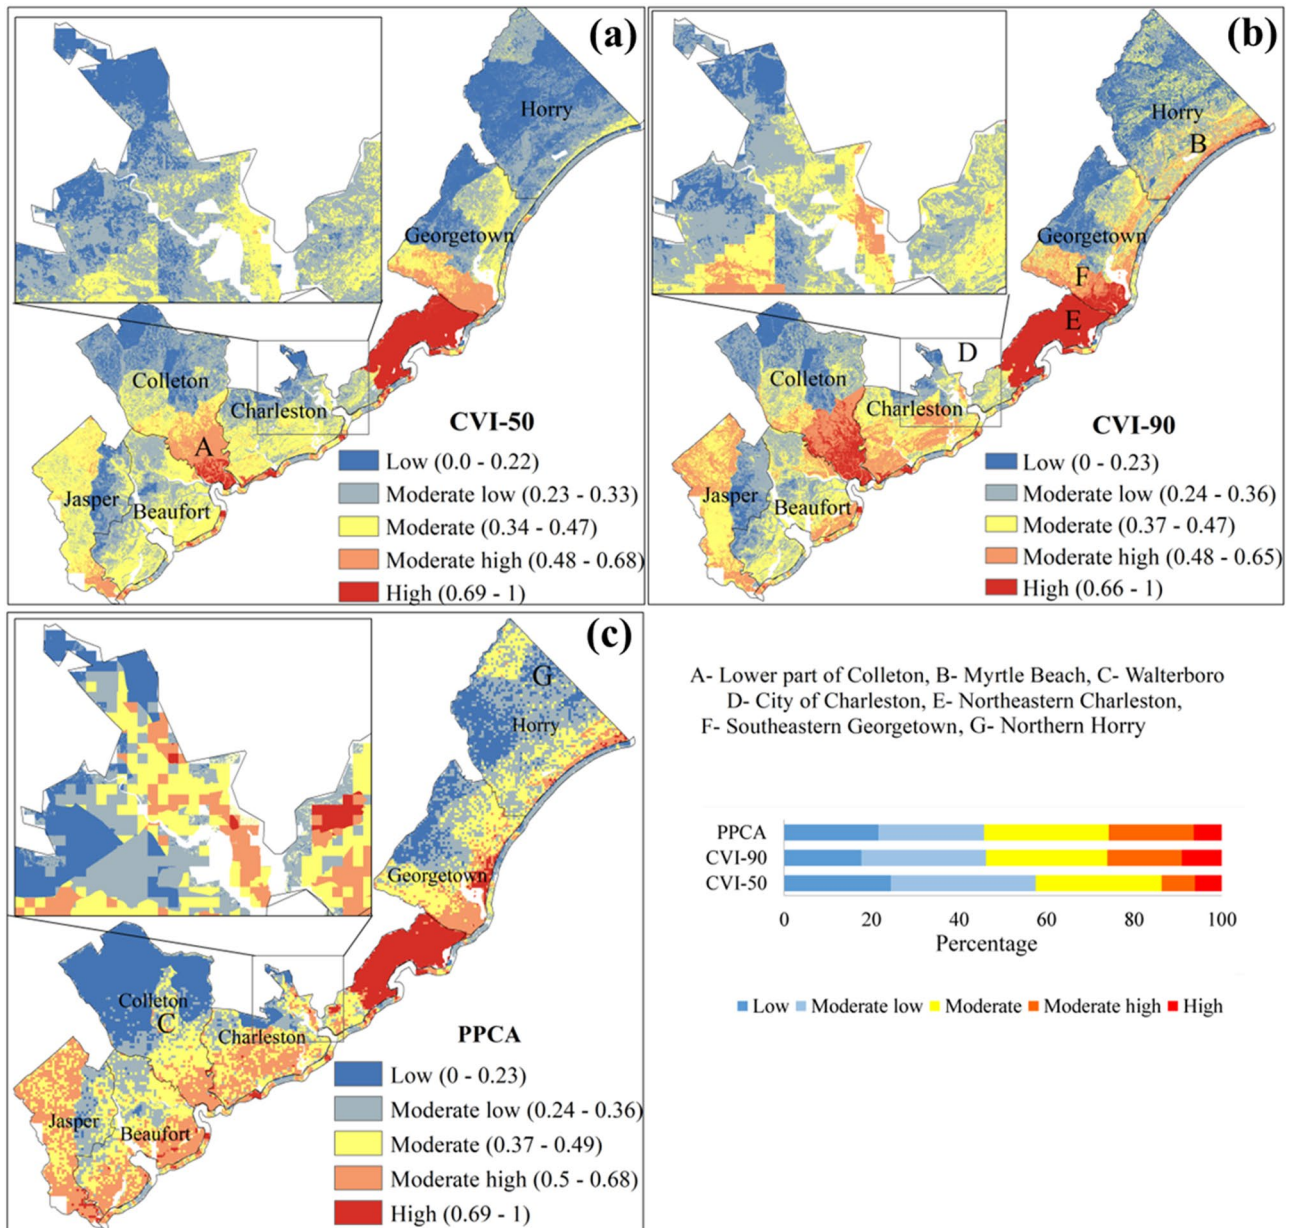 (a)
Horry
Georgetown
Colleton
Charleston
A
Jasper
Beaufort
CVI-50
Low (0.0 - 0.22)
Moderate low (0.23 - 0.33)
Moderate (0.34 - 0.47)
Moderate high (0.48 - 0.68)
High (0.69 - 1)
(b)
Horry
B
Georgetown
F
E
D
Colleton
Charleston
Jasper
Beaufort
CVI-90
Low (0 - 0.23)
Moderate low (0.24 - 0.36)
Moderate (0.37 - 0.47)
Moderate high (0.48 - 0.65)
High (0.66 - 1)
(c)
G
Horry
Georgetown
Colleton
C
Charleston
Jasper
Beaufort
PPCA
Low (0 - 0.23)
Moderate low (0.24 - 0.36)
Moderate (0.37 - 0.49)
Moderate high (0.5 - 0.68)
High (0.69 - 1)
A- Lower part of Colleton, B- Myrtle Beach, C- Walterboro
D- City of Charleston, E- Northeastern Charleston,
F- Southeastern Georgetown, G- Northern Horry
PPCA
CVI-90
CVI-50
0 20 40 60 80 100
Percentage
Low Moderate low Moderate Moderate high High